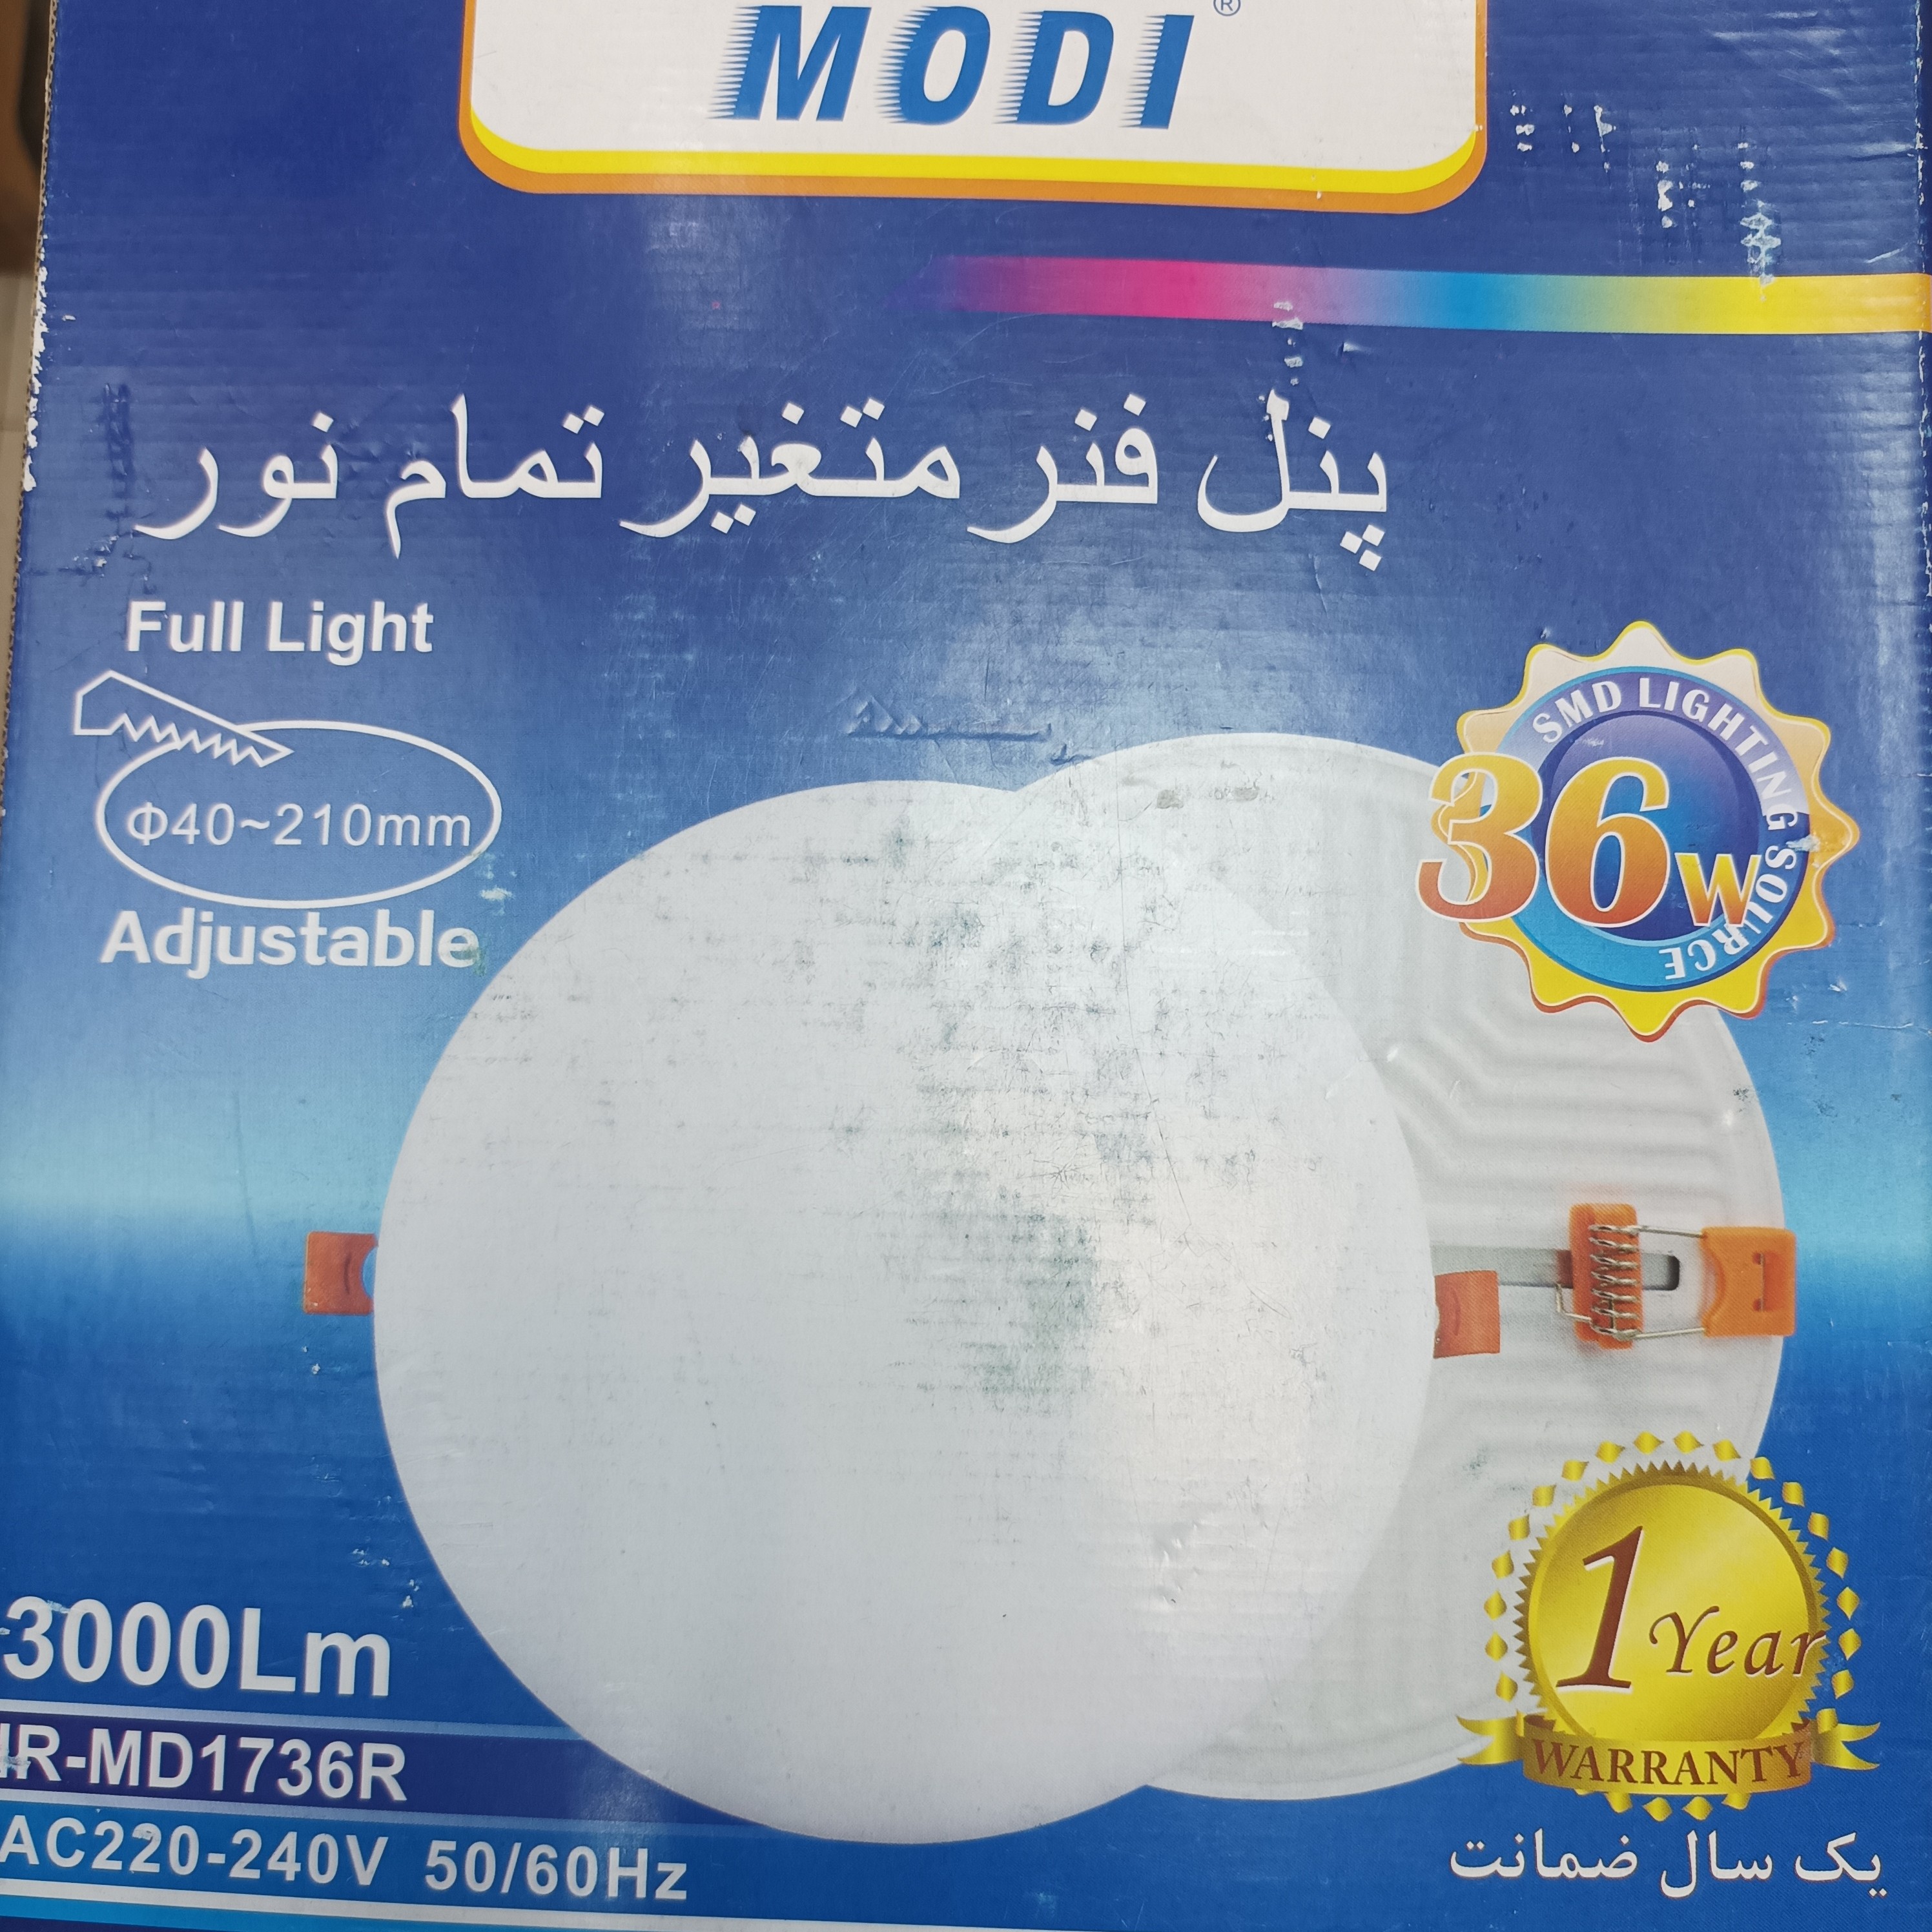 MODI®
پنل فنر متغیر تمام نور
Full Light
Φ40~210mm
Adjustable
SMD LIGHTING SOURCE
36W
3000Lm
IR-MD1736R
AC220-240V 50/60Hz
1 Year
WARRANTY
یک سال ضمانت